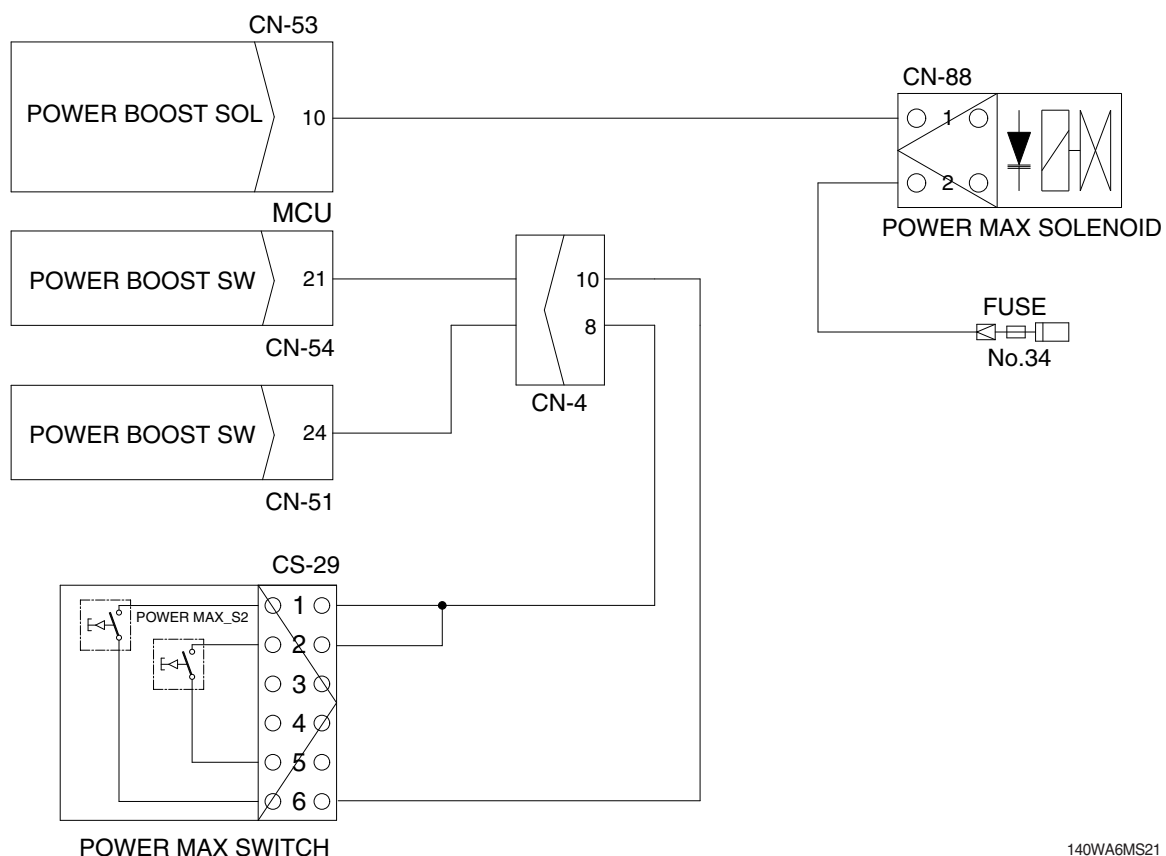 CN-53
POWER BOOST SOL 10
MCU
CN-88
1
2
POWER MAX SOLENOID
POWER BOOST SW 21
CN-54
10
8
CN-4
FUSE
No.34
POWER BOOST SW 24
CN-51
CS-29
POWER MAX_S2
1
2
3
4
5
6
POWER MAX SWITCH
140WA6MS21